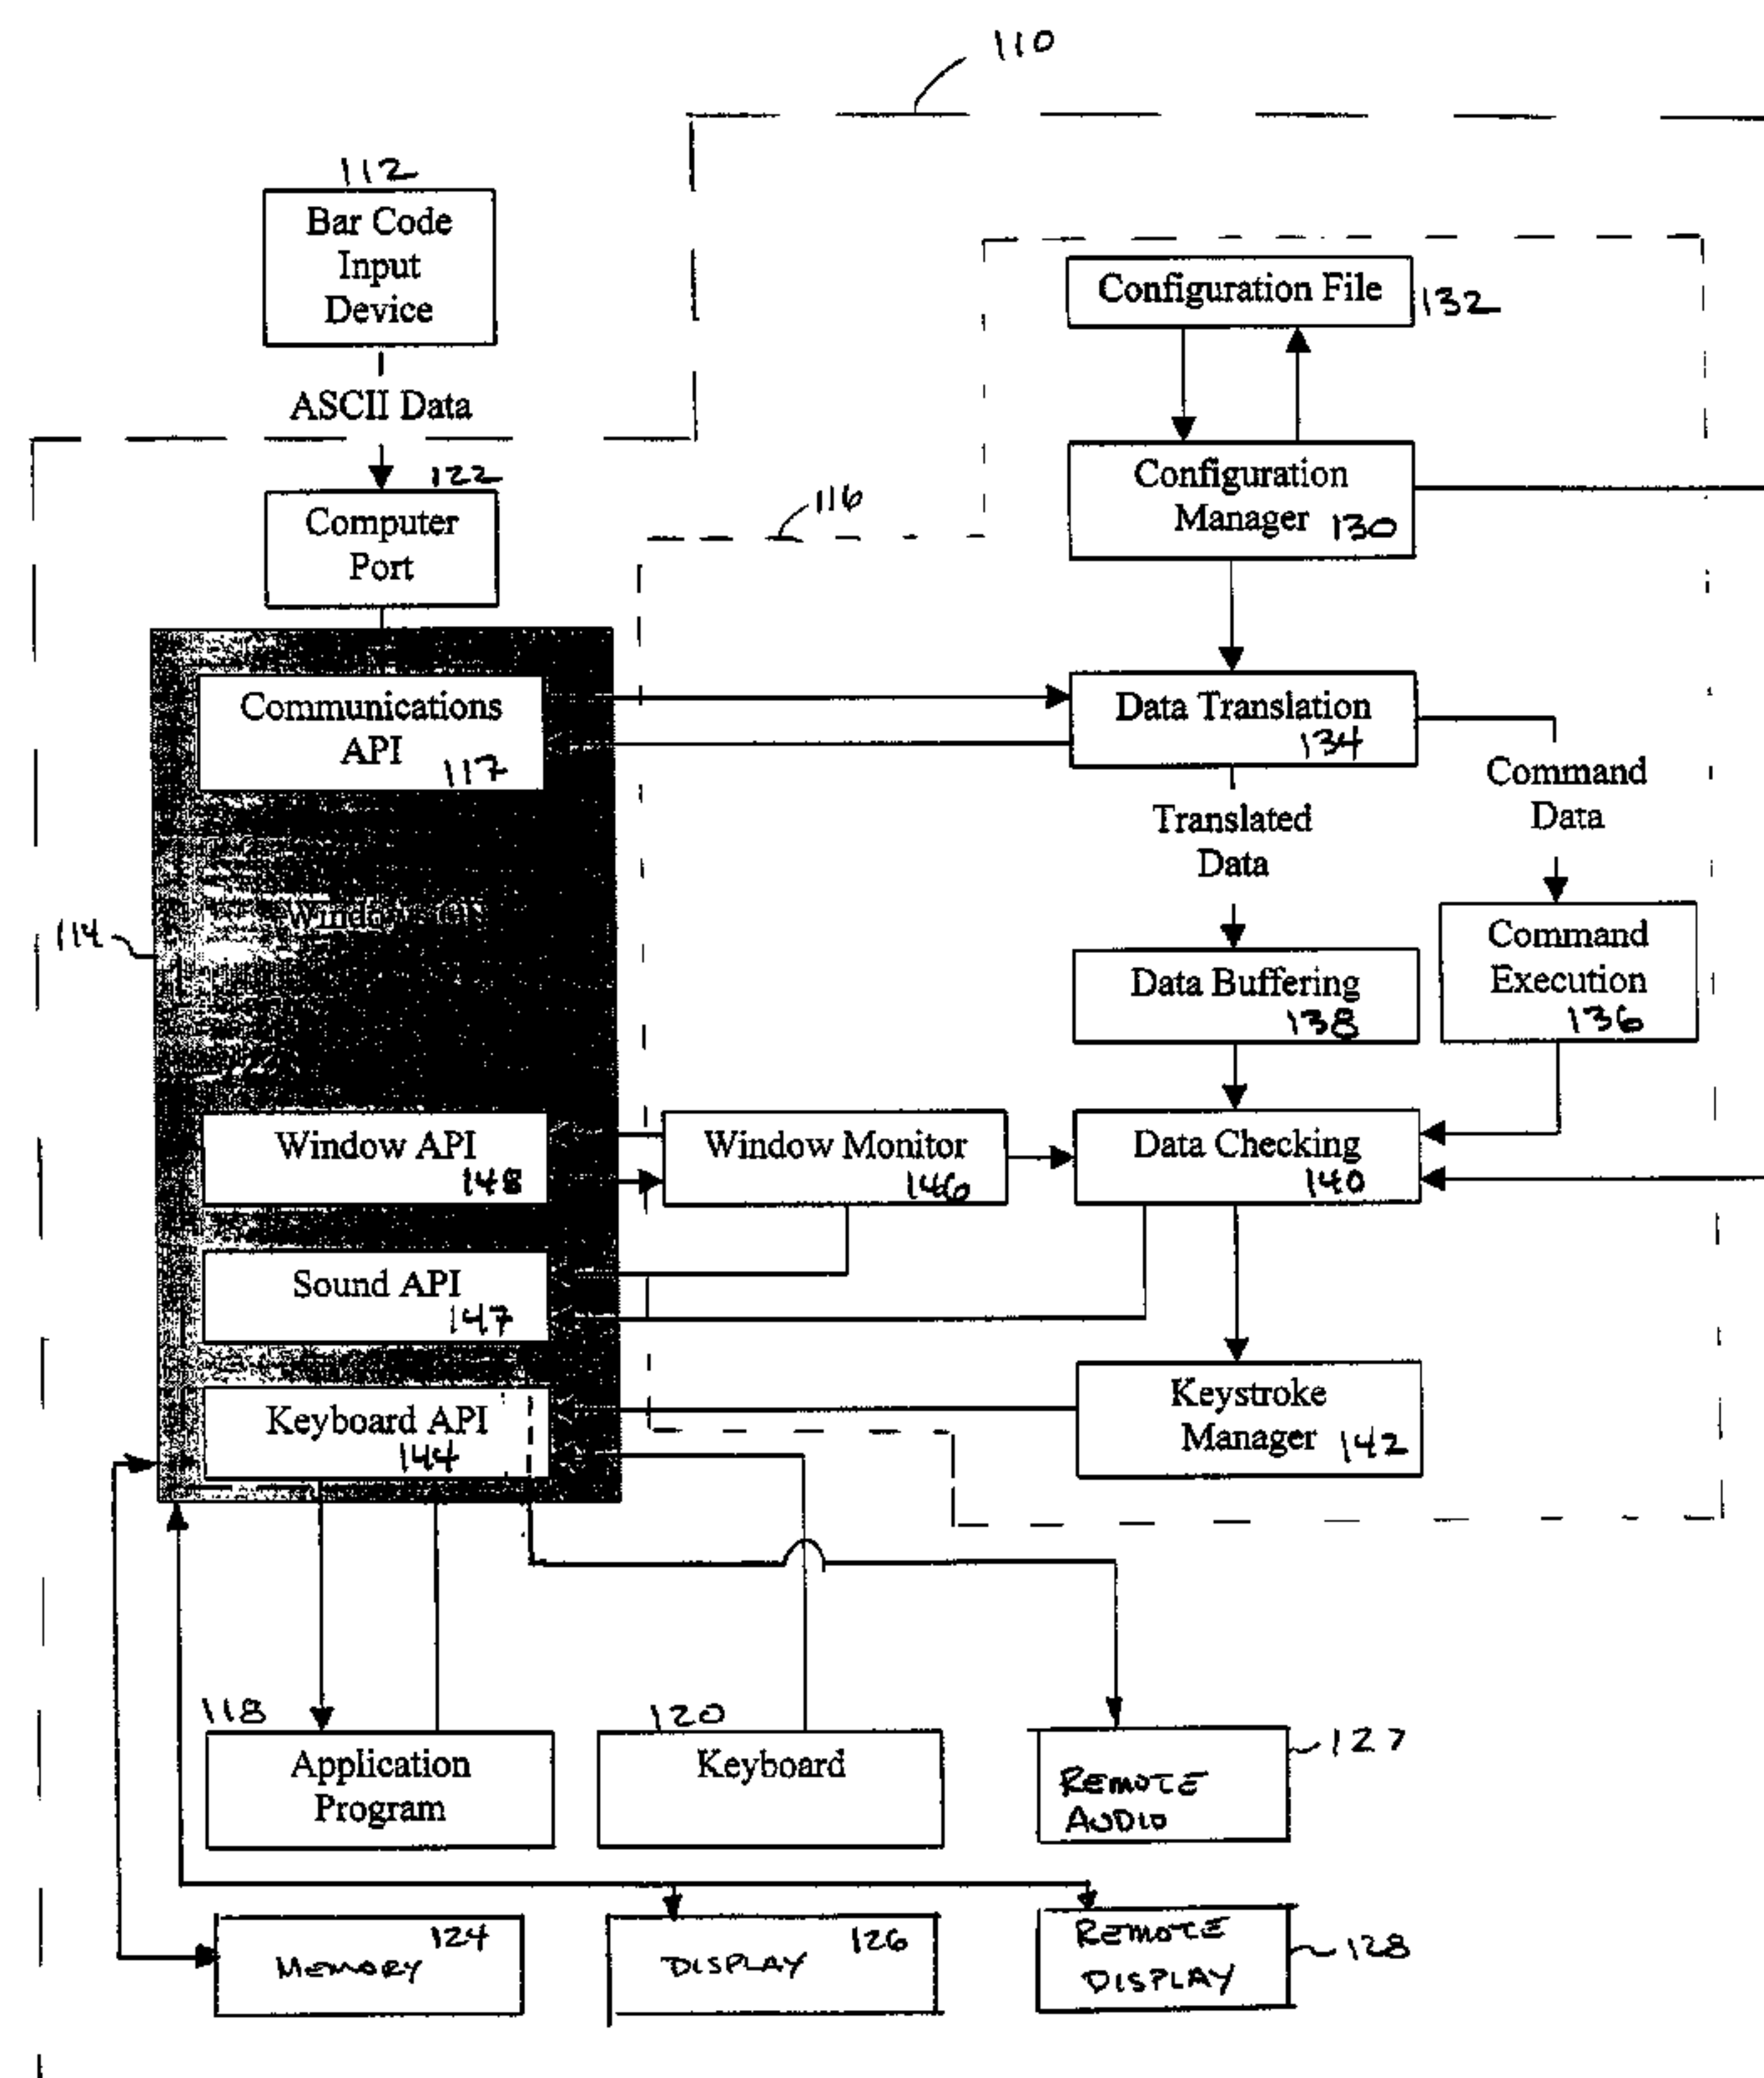 110
112
Bar Code
Input
Device
ASCII Data
122
Computer
Port
116
Configuration File
132
Configuration
Manager 130
Communications
API
117
Data Translation
134
Command
Data
Translated
Data
114
Data Buffering
138
Command
Execution
136
Window API
148
Window Monitor
146
Data Checking
140
Sound API
147
Keyboard API
144
Keystroke
Manager 142
118
Application
Program
120
Keyboard
127
REMOTE
AUDIO
124
MEMORY
126
DISPLAY
REMOTE
DISPLAY
128